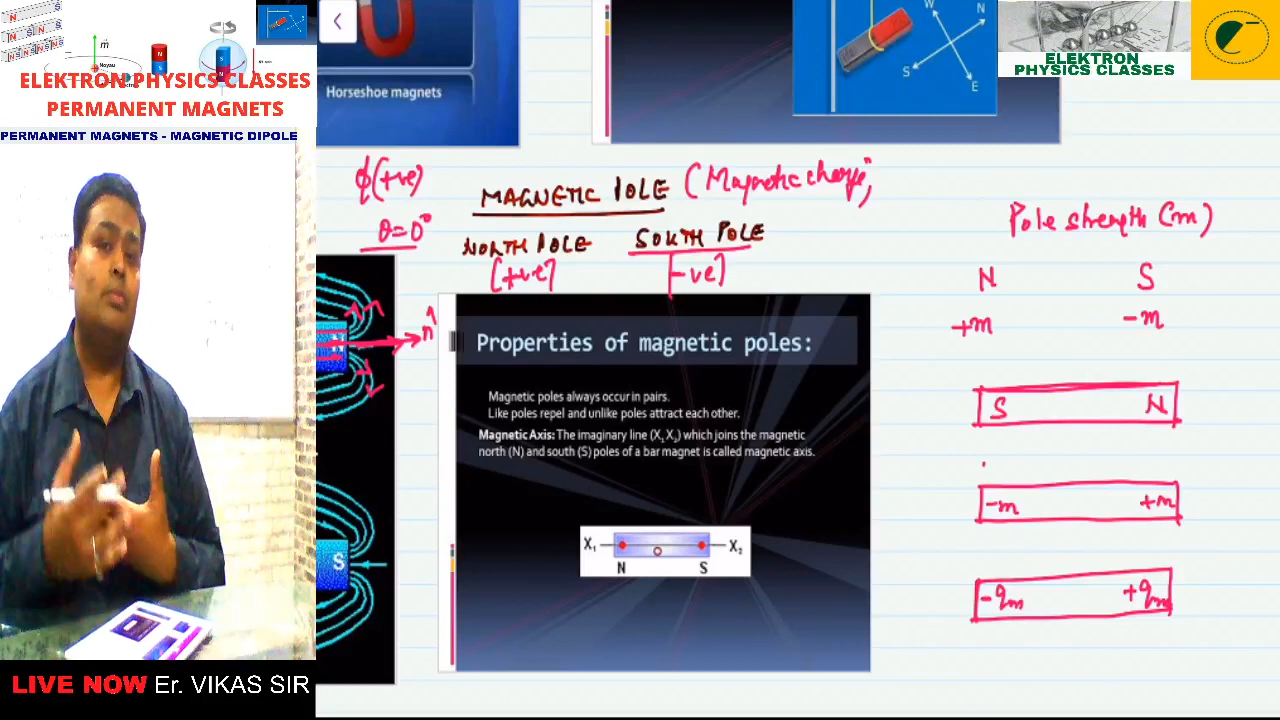 ELEKTRON PHYSICS CLASSES
PERMANENT MAGNETS
PERMANENT MAGNETS - MAGNETIC DIPOLE
Horseshoe magnets
W
N
S
E
ELEKTRON
PHYSICS CLASSES
ϕ(+ve)
θ=0°
MAGNETIC POLE (Magnetic charge)
NORTH POLE
SOUTH POLE
[+ve]
[-ve]
n̂
N
S
Properties of magnetic poles:
Magnetic poles always occur in pairs.
Like poles repel and unlike poles attract each other.
Magnetic Axis: The imaginary line (X₁X₂) which joins the magnetic
north (N) and south (S) poles of a bar magnet is called magnetic axis.
X₁
X₂
N
S
Pole strength (m)
N S
+m -m
S N
-m +m
-qm +qm
LIVE NOW Er. VIKAS SIR